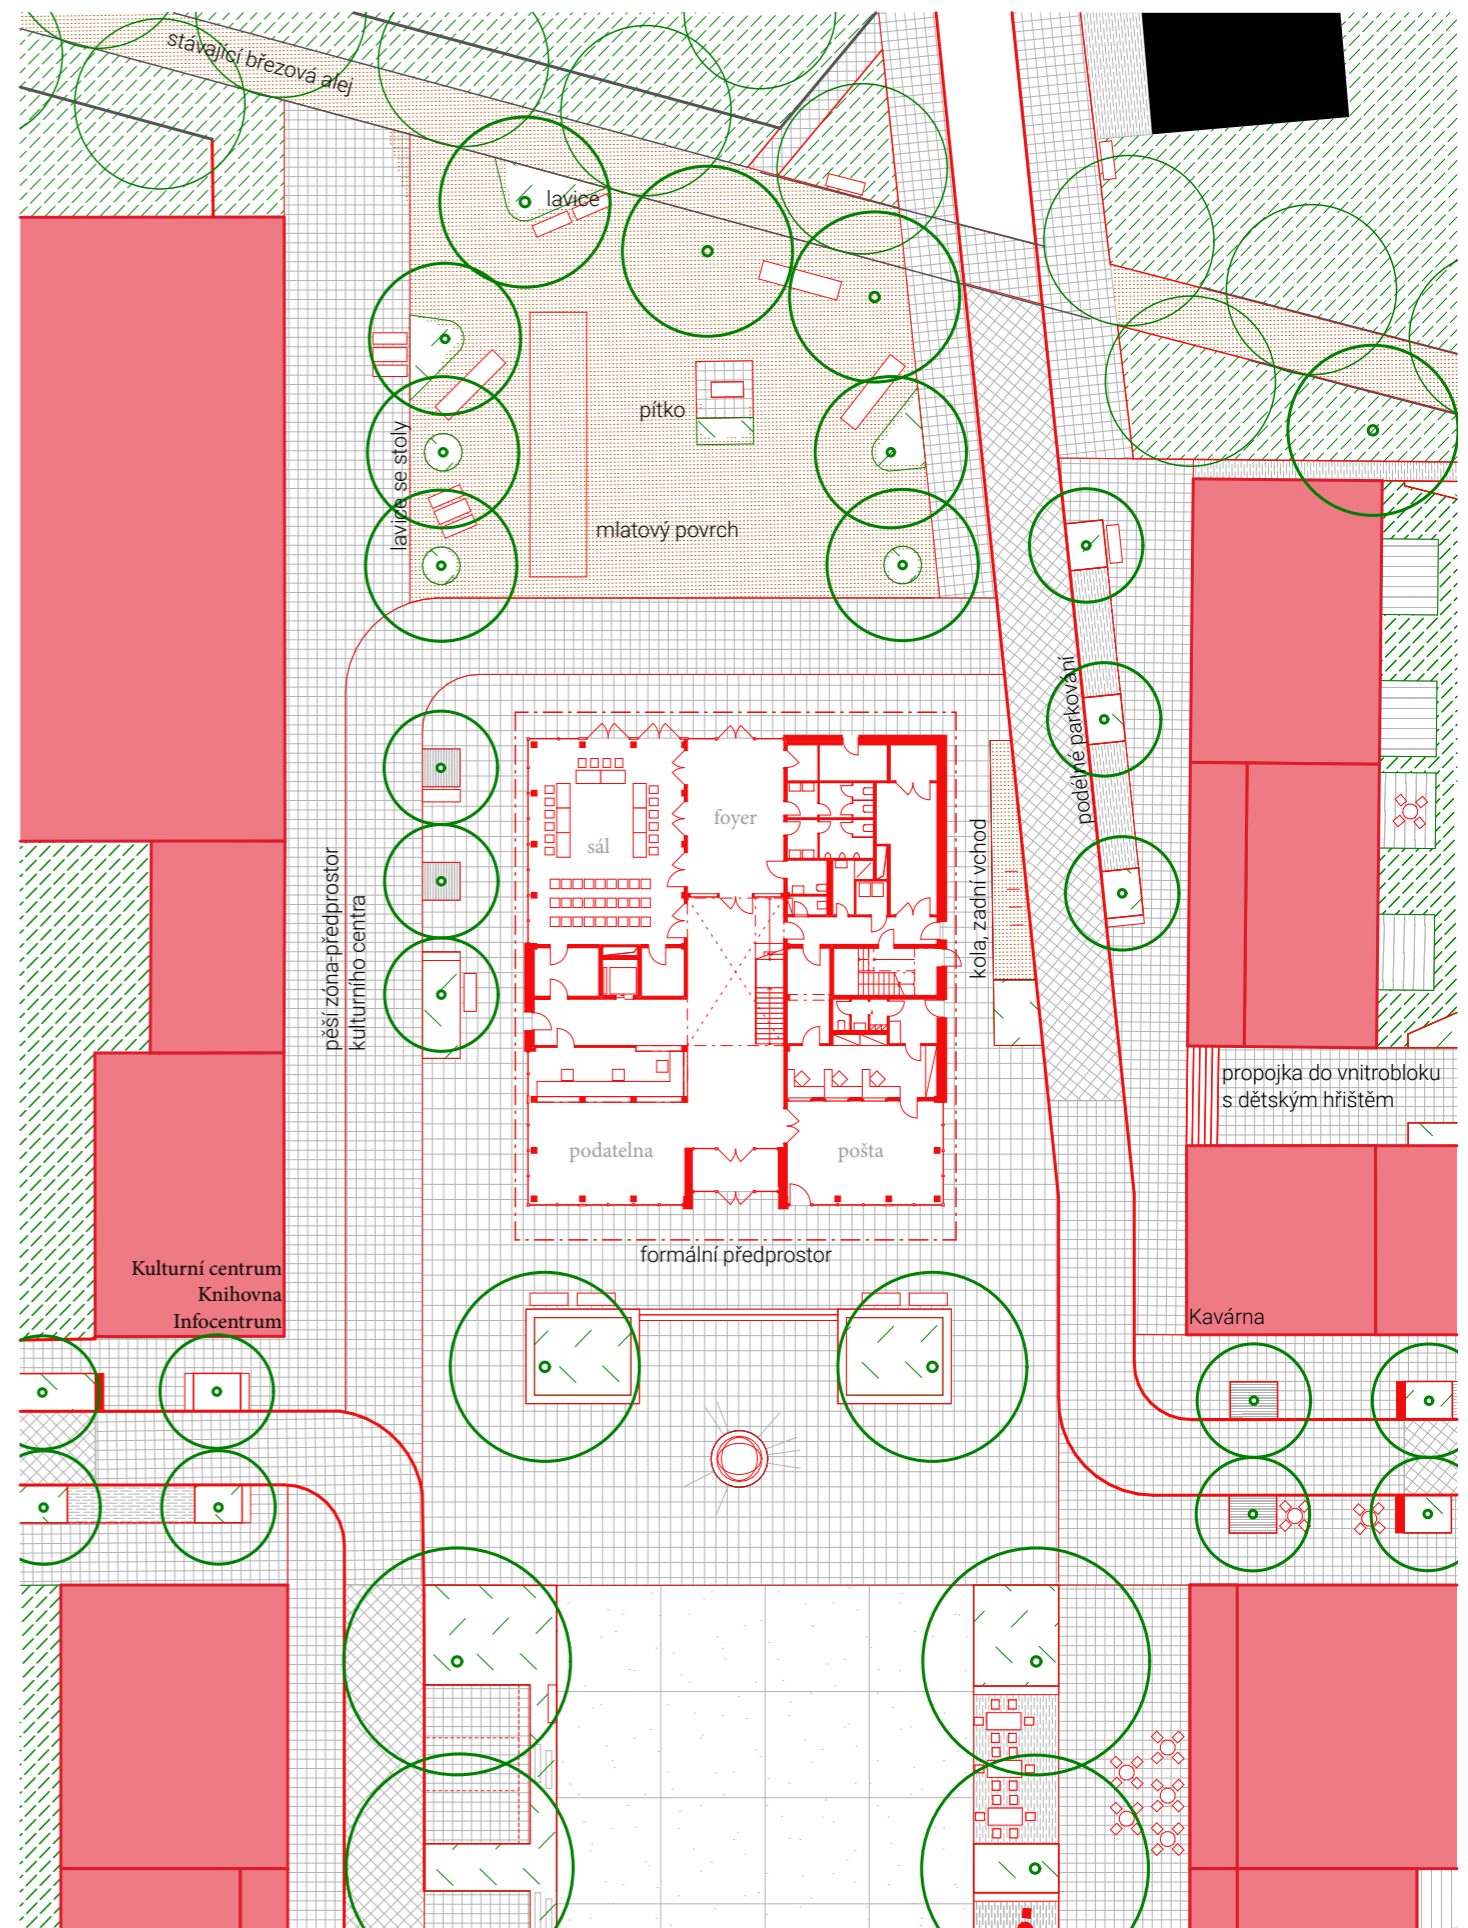 stávající březová alej
lavice
pítko
lavice se stoly
mlatový povrch
podélné parkování
foyer
sál
kola, zadní vchod
pěší zóna-předprostor
kulturního centra
propojka do vnitrobloku
s dětským hřištěm
podatelna
pošta
formální předprostor
Kulturní centrum
Knihovna
Infocentrum
Kavárna